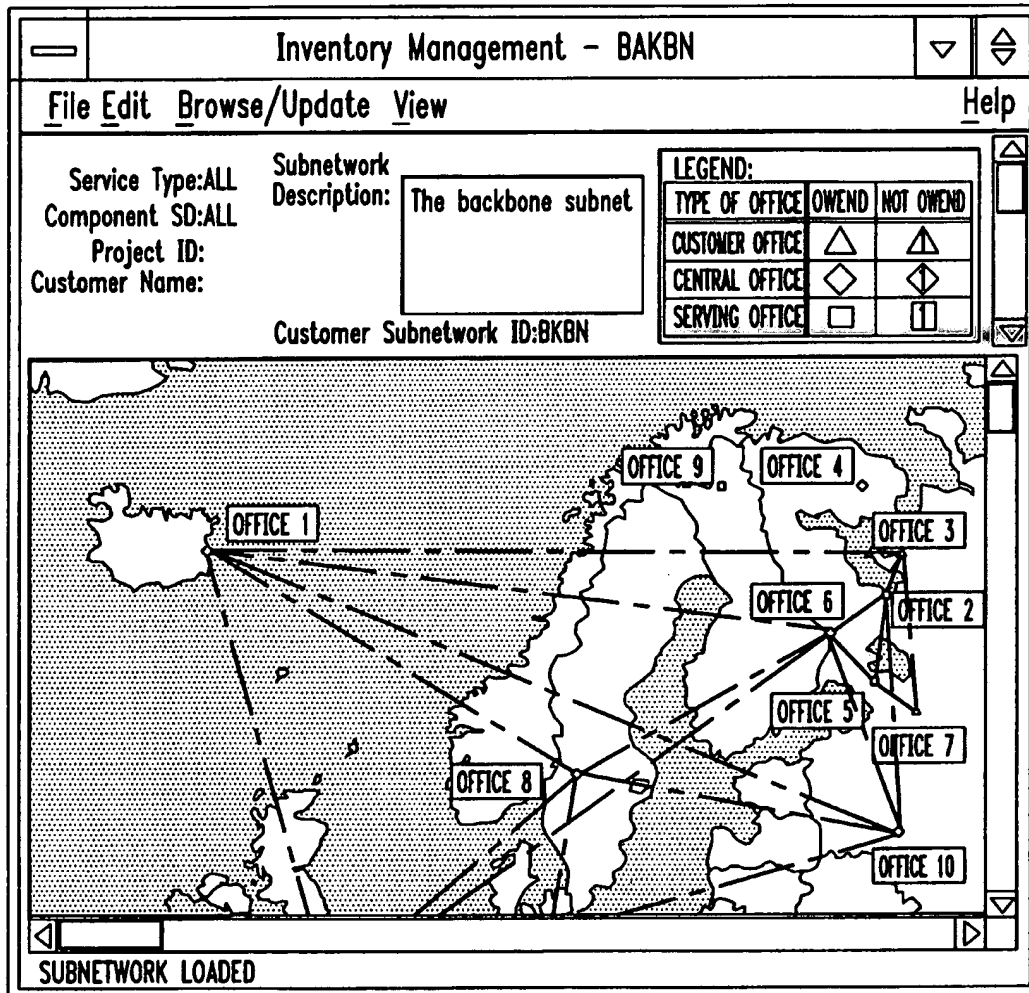 Inventory Management - BAKBN
File Edit Browse/Update View Help
Service Type:ALL
Component SD:ALL
Project ID:
Customer Name:
Subnetwork
Description:
The backbone subnet
Customer Subnetwork ID:BKBN
LEGEND:
TYPE OF OFFICE OWEND NOT OWEND
CUSTOMER OFFICE
CENTRAL OFFICE
SERVING OFFICE
OFFICE 9
OFFICE 4
OFFICE 1
OFFICE 3
OFFICE 6
OFFICE 2
OFFICE 5
OFFICE 7
OFFICE 8
OFFICE 10
SUBNETWORK LOADED